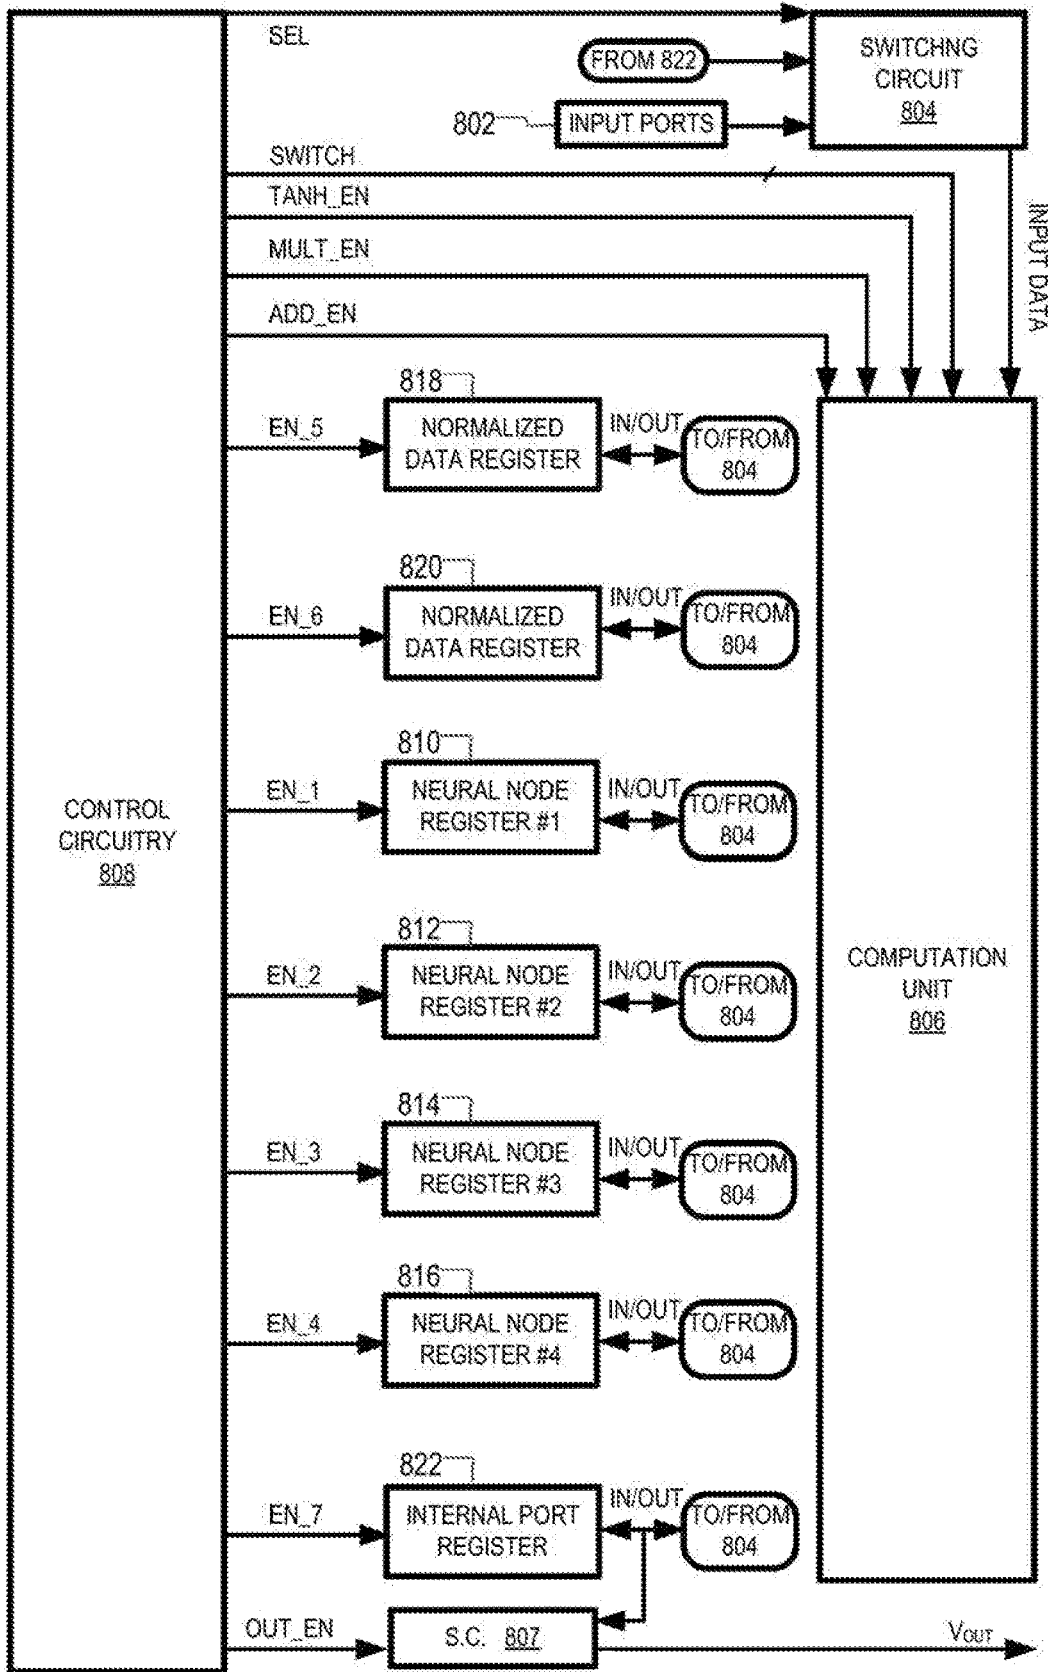 SEL
FROM 822
SWITCHNG
CIRCUIT
804
802
INPUT PORTS
SWITCH
TANH_EN
MULT_EN
ADD_EN
INPUT DATA
818
EN_5
NORMALIZED
DATA REGISTER
IN/OUT
TO/FROM
804
820
EN_6
NORMALIZED
DATA REGISTER
IN/OUT
TO/FROM
804
810
EN_1
NEURAL NODE
REGISTER #1
IN/OUT
TO/FROM
804
CONTROL
CIRCUITRY
808
812
EN_2
NEURAL NODE
REGISTER #2
IN/OUT
TO/FROM
804
COMPUTATION
UNIT
806
814
EN_3
NEURAL NODE
REGISTER #3
IN/OUT
TO/FROM
804
816
EN_4
NEURAL NODE
REGISTER #4
IN/OUT
TO/FROM
804
822
EN_7
INTERNAL PORT
REGISTER
IN/OUT
TO/FROM
804
OUT_EN
S.C. 807
VOUT